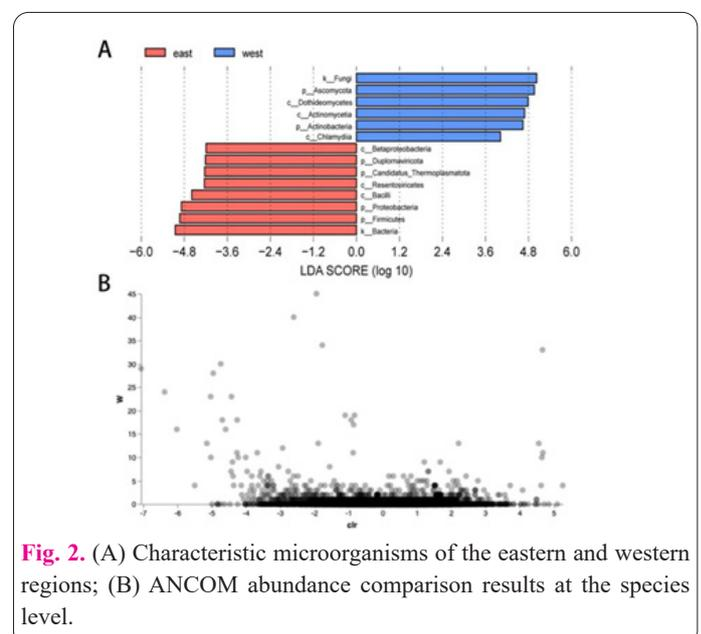 A
east west
k__Fungi
p__Ascomycota
c__Dothideomycetes
c__Actinomycetia
p__Actinobacteria
c__Chlamydiia
c__Betaproteobacteria
p__Duplornaviricota
p__Candidatus_Thermoplasmatota
c__Resentoviricetes
c__Bacilli
p__Proteobacteria
p__Firmicutes
k__Bacteria
−6.0 −4.8 −3.6 −2.4 −1.2 0.0 1.2 2.4 3.6 4.8 6.0
LDA SCORE (log 10)
B
45
40
35
30
25
20
15
10
5
0
W
-7 -6 -5 -4 -3 -2 -1 0 1 2 3 4 5
clr
Fig. 2. (A) Characteristic microorganisms of the eastern and western
regions; (B) ANCOM abundance comparison results at the species
level.